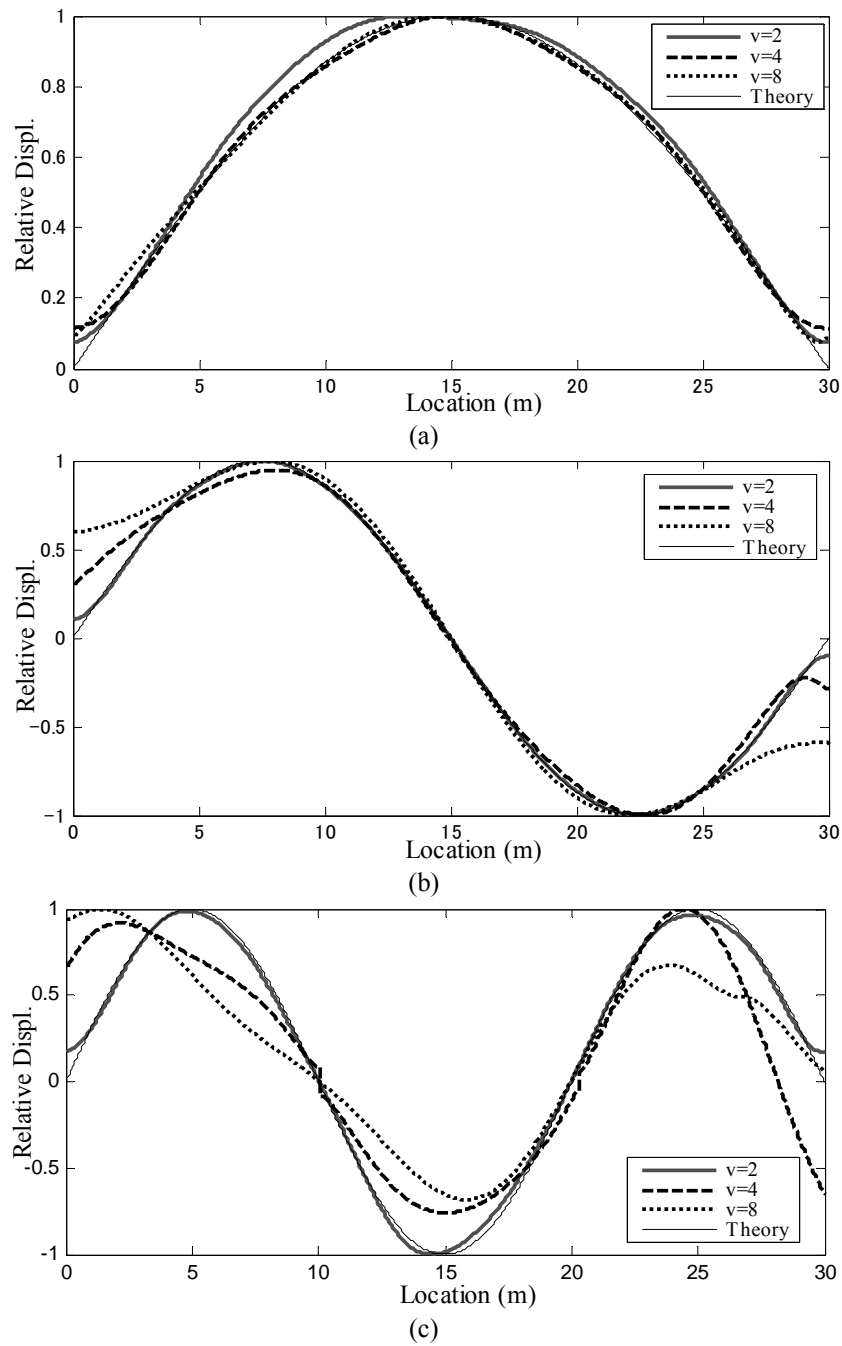 1
0.8
0.6
0.4
0.2
0
Relative Displ.
v=2
v=4
v=8
Theory
0 5 10 15 20 25 30
Location (m)
(a)
1
0.5
0
-0.5
-1
Relative Displ.
v=2
v=4
v=8
Theory
0 5 10 15 20 25 30
Location (m)
(b)
1
0.5
0
-0.5
-1
Relative Displ.
v=2
v=4
v=8
Theory
0 5 10 15 20 25 30
Location (m)
(c)